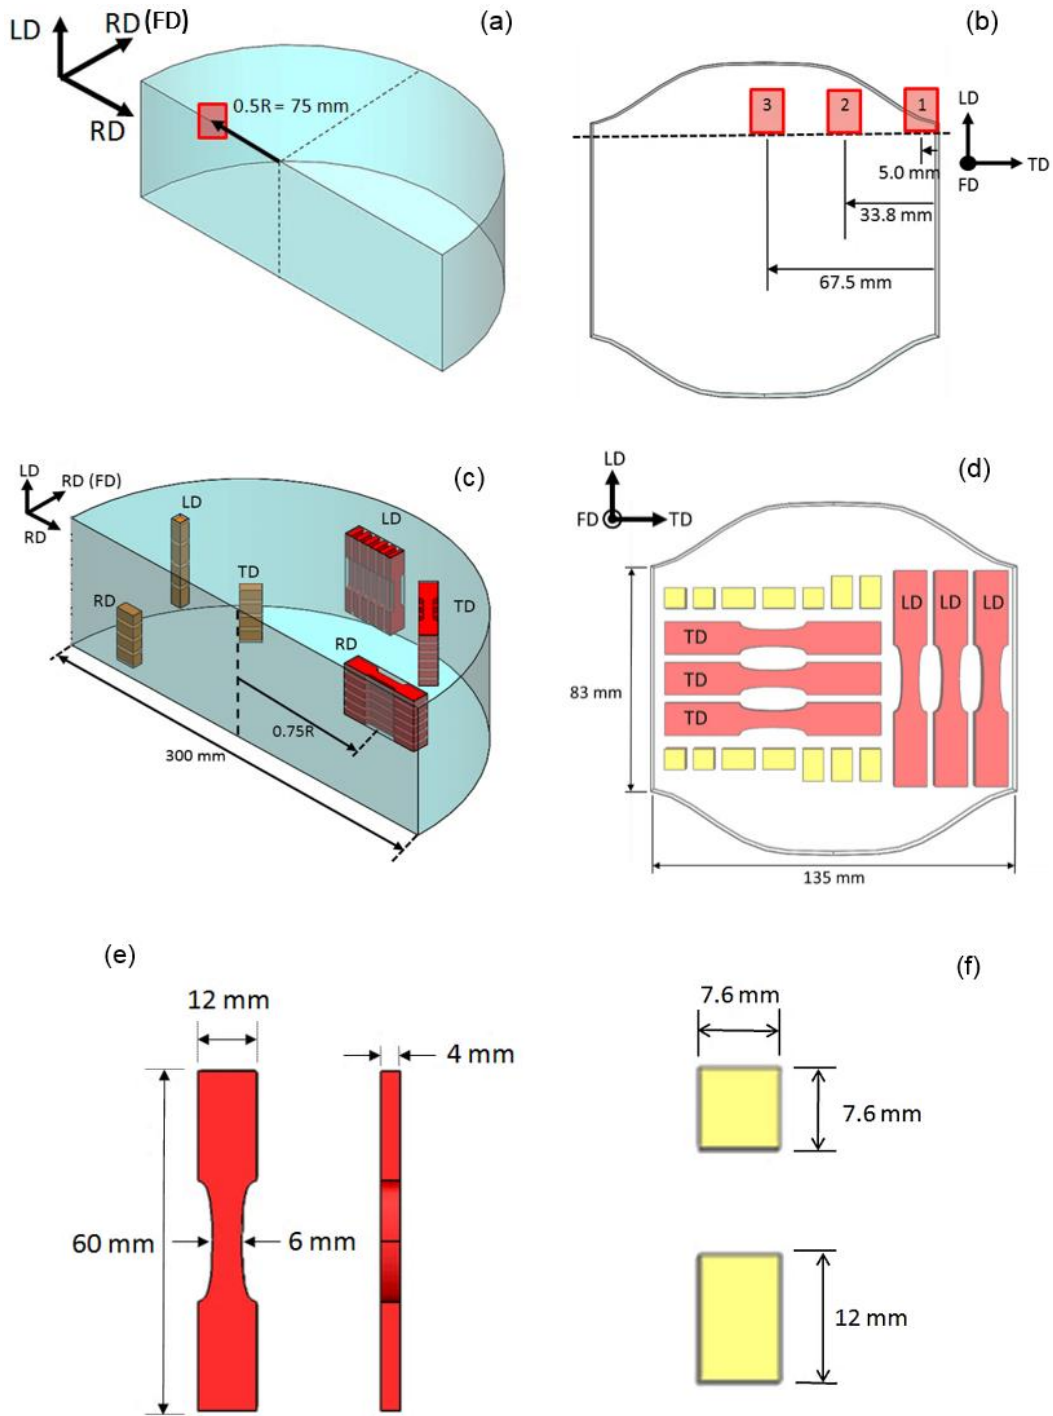 (a)
LD
RD (FD)
RD
0.5R = 75 mm
(b)
3
2
1
LD
TD
FD
5.0 mm
33.8 mm
67.5 mm
(c)
LD
RD (FD)
RD
LD
LD
TD
TD
RD
RD
0.75R
300 mm
(d)
LD
FD
TD
LD
LD
LD
TD
TD
TD
83 mm
135 mm
(e)
12 mm
4 mm
60 mm
6 mm
(f)
7.6 mm
7.6 mm
12 mm